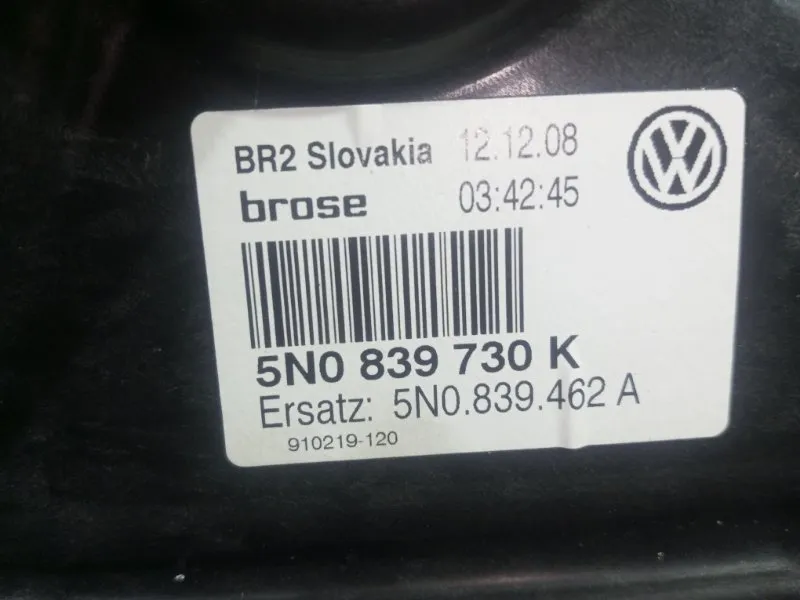 BR2 Slovakia 12.12.08
brose 03:42:45
5N0 839 730 K
Ersatz: 5N0.839.462 A
910219-120